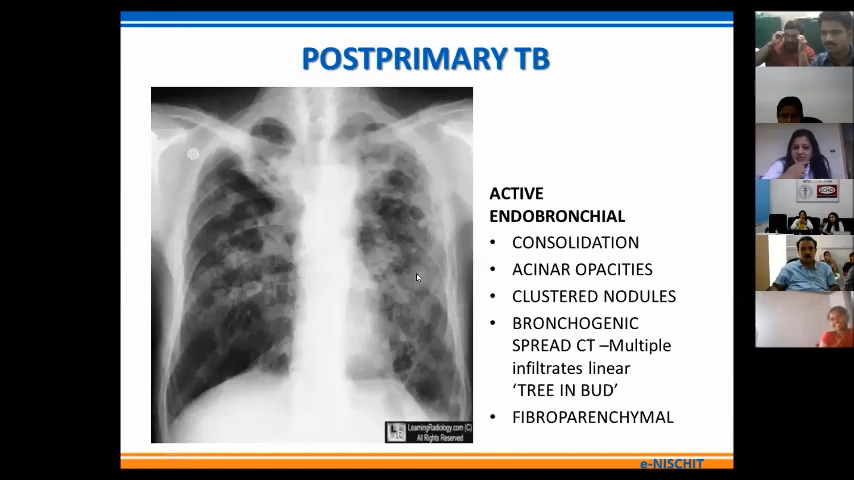 POSTPRIMARY TB
ACTIVE
ENDOBRONCHIAL
• CONSOLIDATION
• ACINAR OPACITIES
• CLUSTERED NODULES
• BRONCHOGENIC
SPREAD CT –Multiple
infiltrates linear
‘TREE IN BUD’
• FIBROPARENCHYMAL
LearningRadiology.com (C)
All Rights Reserved
e-NISCHIT